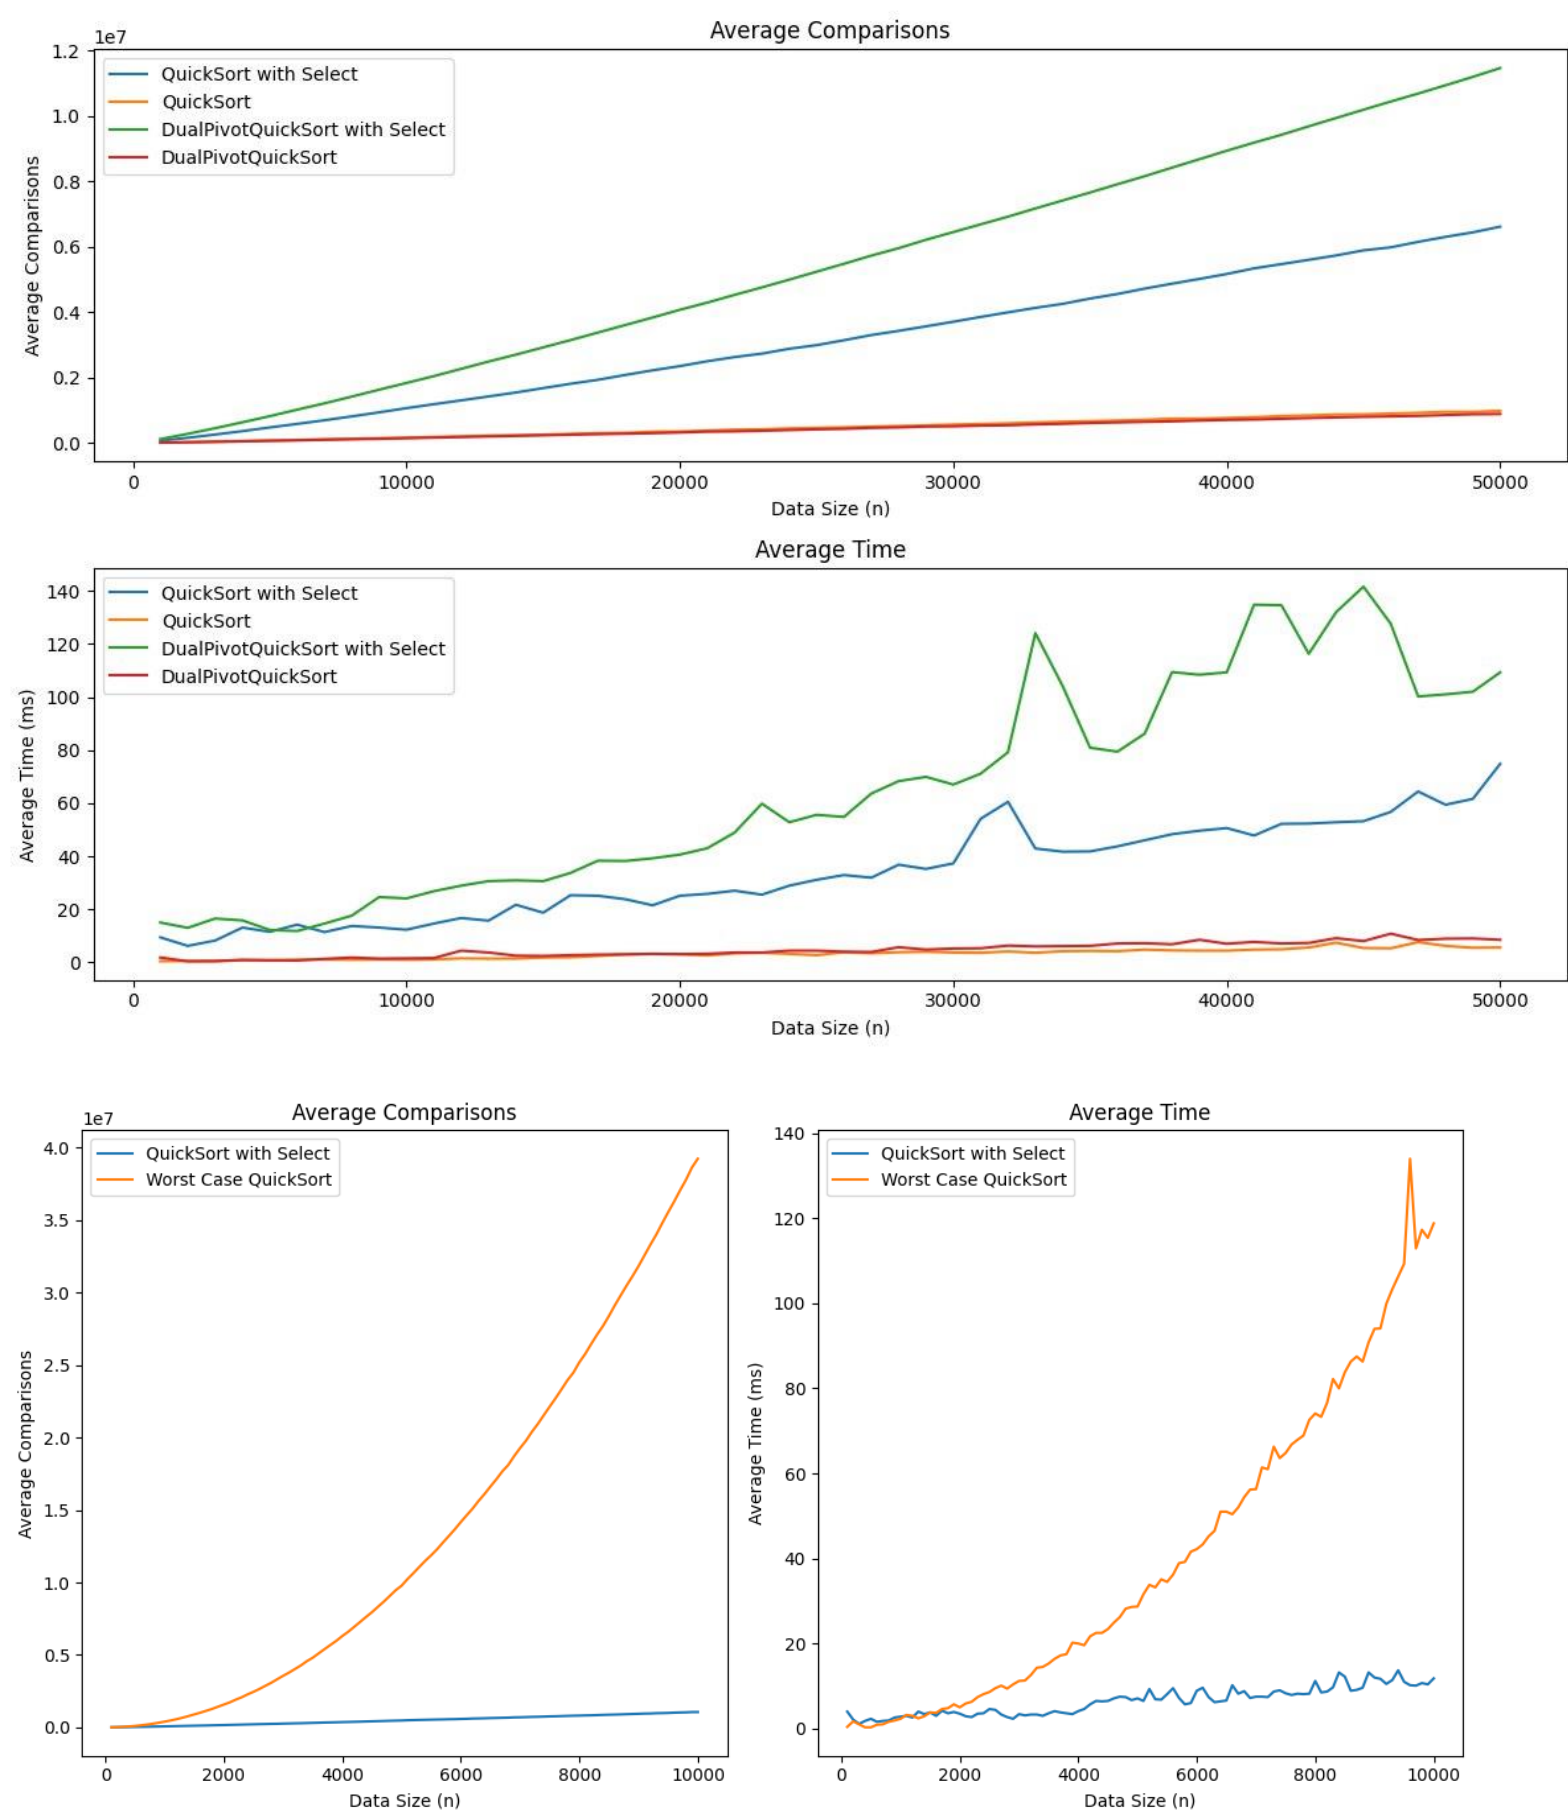 Average Comparisons
1e7
1.2
1.0
0.8
0.6
0.4
0.2
0.0
Average Comparisons
QuickSort with Select
QuickSort
DualPivotQuickSort with Select
DualPivotQuickSort
0 10000 20000 30000 40000 50000
Data Size (n)
Average Time
140
120
100
80
60
40
20
0
Average Time (ms)
QuickSort with Select
QuickSort
DualPivotQuickSort with Select
DualPivotQuickSort
0 10000 20000 30000 40000 50000
Data Size (n)
Average Comparisons
1e7
4.0
3.5
3.0
2.5
2.0
1.5
1.0
0.5
0.0
Average Comparisons
QuickSort with Select
Worst Case QuickSort
0 2000 4000 6000 8000 10000
Data Size (n)
Average Time
140
120
100
80
60
40
20
0
Average Time (ms)
QuickSort with Select
Worst Case QuickSort
0 2000 4000 6000 8000 10000
Data Size (n)